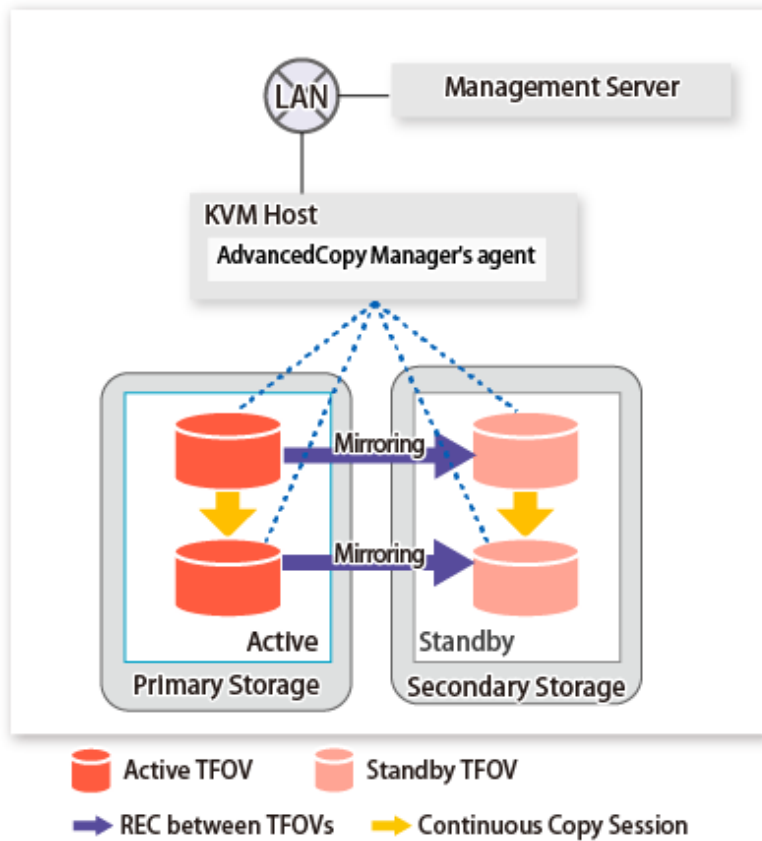 LAN
Management Server
KVM Host
AdvancedCopy Manager's agent
Mirroring
Mirroring
Active
Standby
Primary Storage
Secondary Storage
Active TFOV
Standby TFOV
REC between TFOVs
Continuous Copy Session